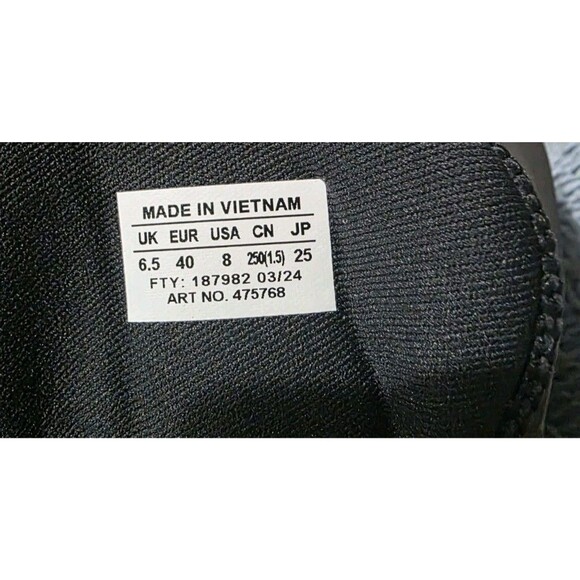 MADE IN VIETNAM
UK EUR USA CN JP
6.5 40 8 250(1.5) 25
FTY: 187982 03/24
ART NO. 475768